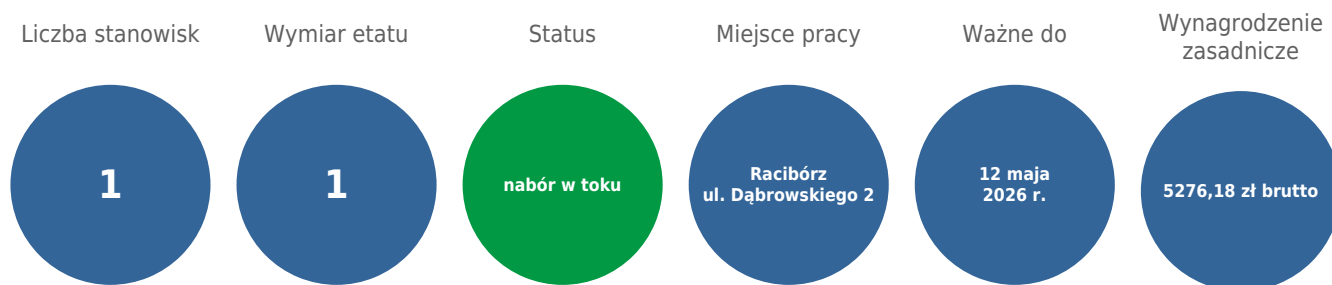 Liczba stanowisk
1
Wymiar etatu
1
Status
nabór w toku
Miejsce pracy
Racibórz
ul. Dąbrowskiego 2
Ważne do
12 maja
2026 r.
Wynagrodzenie
zasadnicze
5276,18 zł brutto